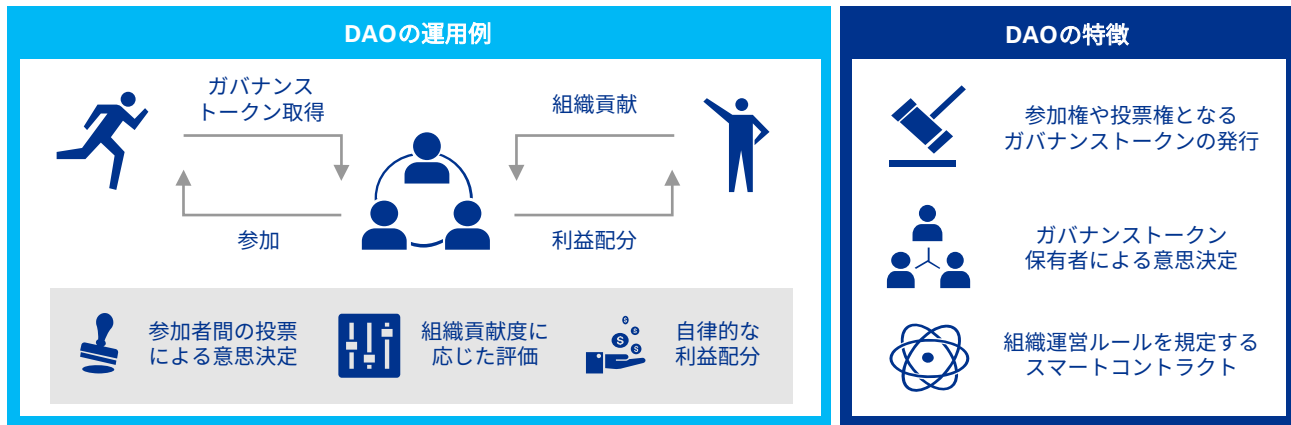 DAOの運用例
ガバナンス
トークン取得
組織貢献
参加
利益配分
参加者間の投票
による意思決定
組織貢献度に
応じた評価
自律的な
利益配分
DAOの特徴
参加権や投票権となる
ガバナンストークンの発行
ガバナンストークン
保有者による意思決定
組織運営ルールを規定する
スマートコントラクト